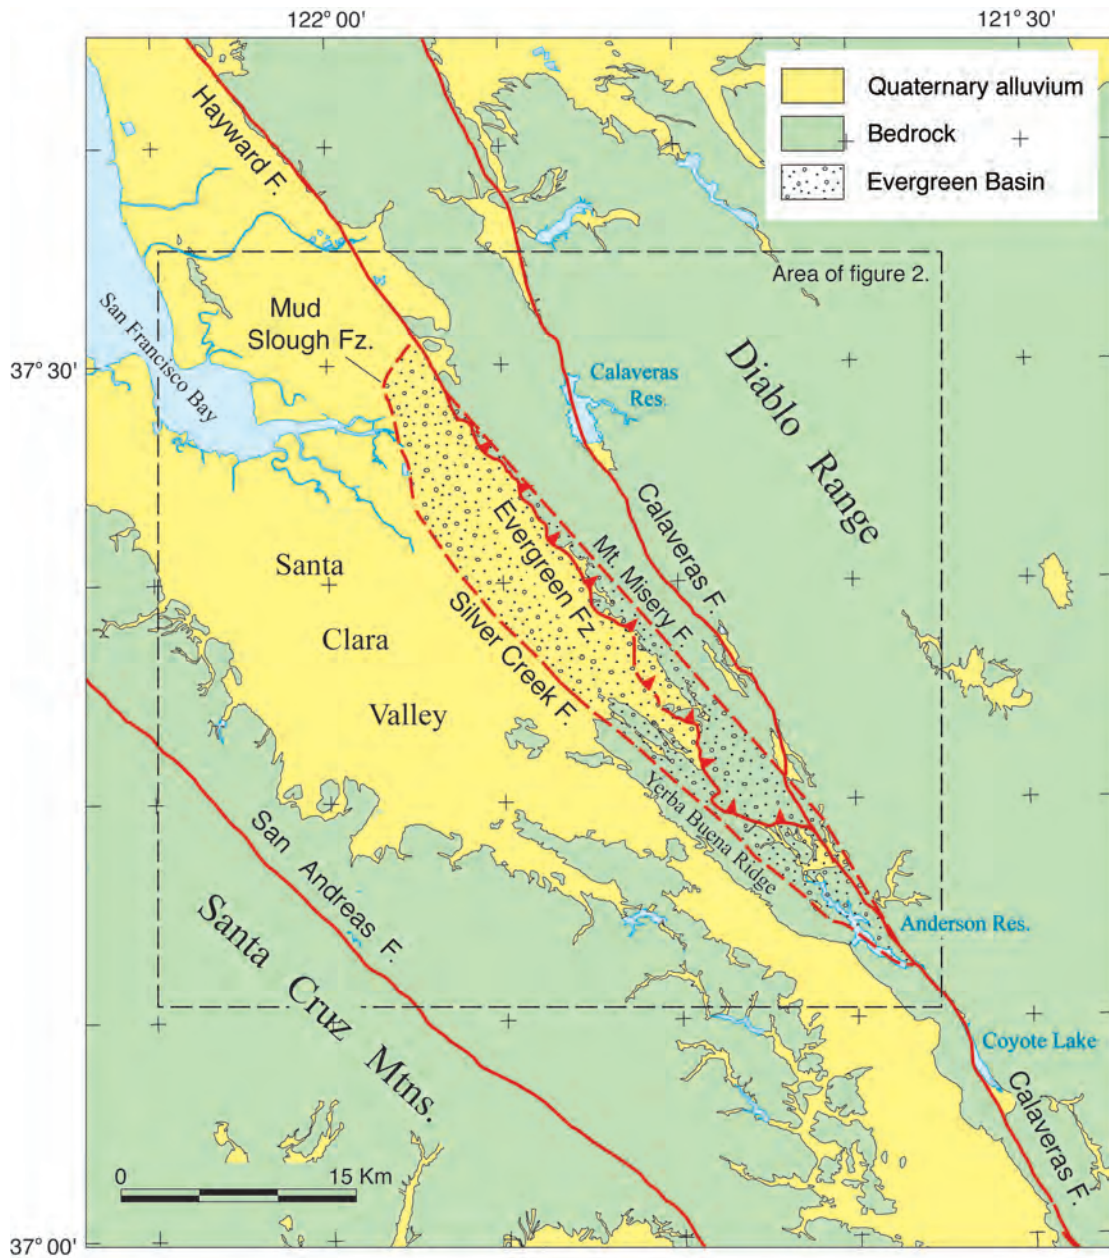 122° 00'
121° 30'
Quaternary alluvium
Bedrock
Evergreen Basin
Hayward F.
Area of figure 2.
Mud
Slough Fz.
San Francisco Bay
37° 30'
Calaveras
Res.
Diablo
Range
Calaveras F.
Mt. Misery F.
Evergreen Fz
Silver Creek F.
Santa
Clara
Valley
Yerba Buena Ridge
San Andreas F.
Santa Cruz Mtns.
Anderson Res.
Coyote Lake
Calaveras F.
0 15 Km
37° 00'